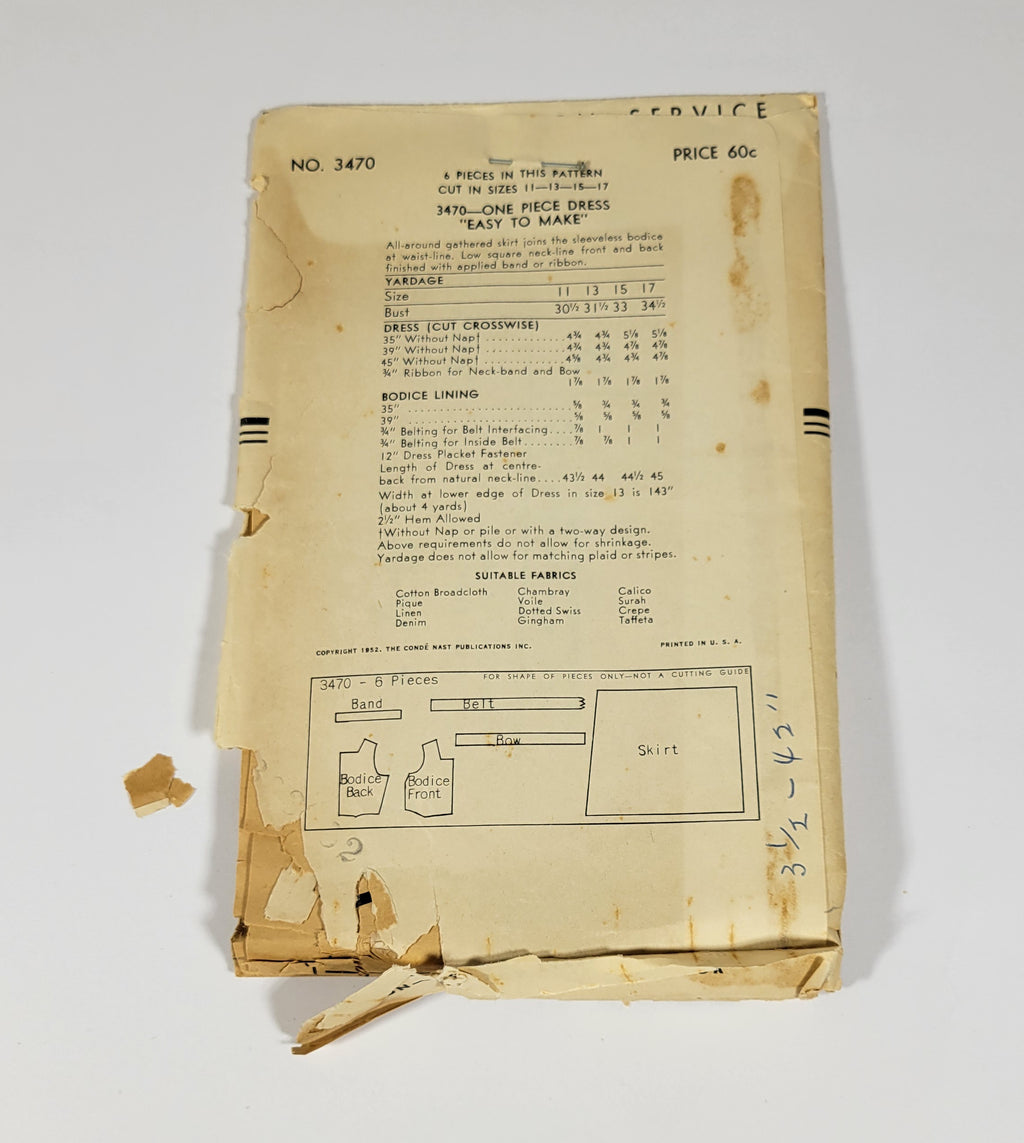 SERVICE
NO. 3470
PRICE 60c
6 PIECES IN THIS PATTERN
CUT IN SIZES 11—13—15—17
3470—ONE PIECE DRESS
"EASY TO MAKE"
All-around gathered skirt joins the sleeveless bodice
at waist-line. Low square neck-line front and back
finished with applied band or ribbon.
YARDAGE
Size 11 13 15 17
Bust 30½ 31½ 33 34½
DRESS (CUT CROSSWISE)
35" Without Nap† ............ 4¾ 4¾ 5⅛ 5⅛
39" Without Nap† ............ 4¾ 4¾ 4⅞ 4⅞
45" Without Nap† ............ 4⅝ 4¾ 4¾ 4⅞
¾" Ribbon for Neck-band and Bow
1⅞ 1⅞ 1⅞ 1⅞
BODICE LINING
35" ........................ ⅝ ¾ ¾ ¾
39" ........................ ⅝ ⅝ ⅝ ⅝
¾" Belting for Belt Interfacing.... ⅞ 1 1 1
¾" Belting for Inside Belt........ ⅞ ⅞ 1 1
12" Dress Placket Fastener
Length of Dress at centre-
back from natural neck-line.... 43½ 44 44½ 45
Width at lower edge of Dress in size 13 is 143"
(about 4 yards)
2½" Hem Allowed
†Without Nap or pile or with a two-way design.
Above requirements do not allow for shrinkage.
Yardage does not allow for matching plaid or stripes.
SUITABLE FABRICS
Cotton Broadcloth Chambray Calico
Pique Voile Surah
Linen Dotted Swiss Crepe
Denim Gingham Taffeta
COPYRIGHT 1952, THE CONDÉ NAST PUBLICATIONS INC.
PRINTED IN U. S. A.
3470 - 6 Pieces
FOR SHAPE OF PIECES ONLY—NOT A CUTTING GUIDE
Band
Belt
Bow
Skirt
Bodice
Back
Bodice
Front